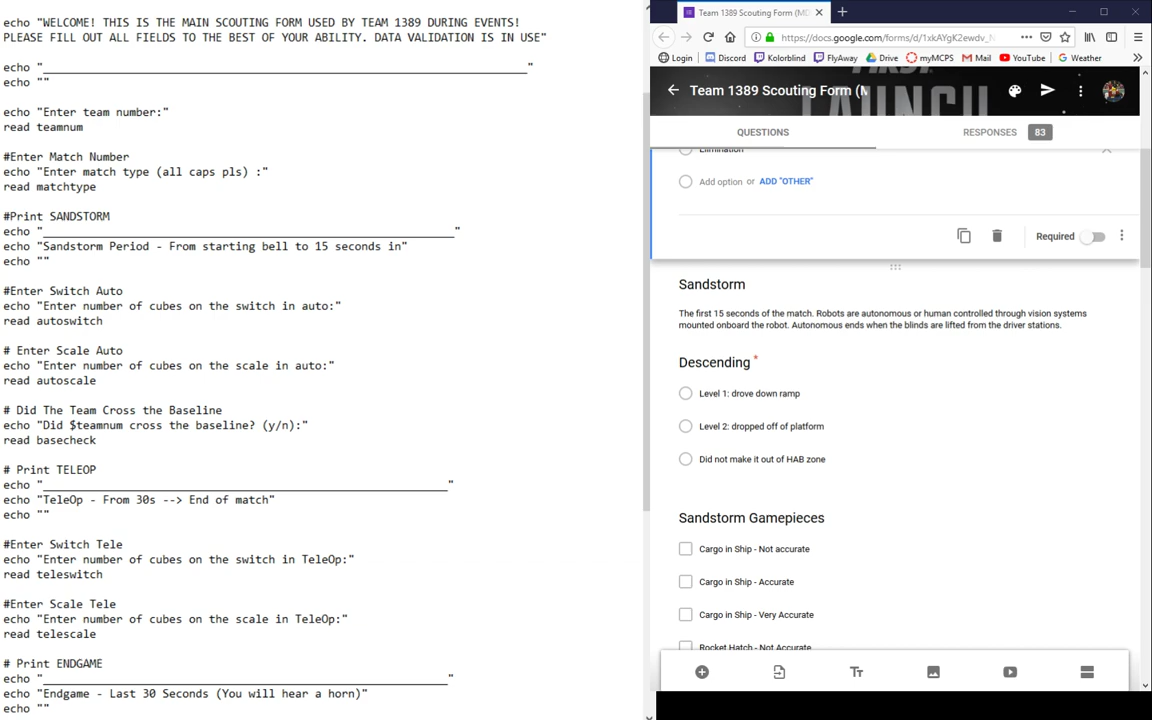 echo "WELCOME! THIS IS THE MAIN SCOUTING FORM USED BY TEAM 1389 DURING EVENTS!
PLEASE FILL OUT ALL FIELDS TO THE BEST OF YOUR ABILITY. DATA VALIDATION IS IN USE"
echo "_________________________________________________________________________"
echo ""
echo "Enter team number:"
read teamnum
#Enter Match Number
echo "Enter match type (all caps pls) :"
read matchtype
#Print SANDSTORM
echo "______________________________________________________________"
echo "Sandstorm Period - From starting bell to 15 seconds in"
echo ""
#Enter Switch Auto
echo "Enter number of cubes on the switch in auto:"
read autoswitch
# Enter Scale Auto
echo "Enter number of cubes on the scale in auto:"
read autoscale
# Did The Team Cross the Baseline
echo "Did $teamnum cross the baseline? (y/n):"
read basecheck
# Print TELEOP
echo "_____________________________________________________________"
echo "TeleOp - From 30s --> End of match"
echo ""
#Enter Switch Tele
echo "Enter number of cubes on the switch in TeleOp:"
read teleswitch
#Enter Scale Tele
echo "Enter number of cubes on the scale in TeleOp:"
read telescale
# Print ENDGAME
echo "_____________________________________________________________"
echo "Endgame - Last 30 Seconds (You will hear a horn)"
echo ""
Team 1389 Scouting Form (MD
https://docs.google.com/forms/d/1xkAYgK2ewdv_N
Login Discord Kolorblind FlyAway Drive myMCPS Mail YouTube Weather
FIRST
LAUNCH
Team 1389 Scouting Form (M
QUESTIONS RESPONSES 83
Elimination
Add option or ADD "OTHER"
Required
Sandstorm
The first 15 seconds of the match. Robots are autonomous or human controlled through vision systems
mounted onboard the robot. Autonomous ends when the blinds are lifted from the driver stations.
Descending *
Level 1: drove down ramp
Level 2: dropped off of platform
Did not make it out of HAB zone
Sandstorm Gamepieces
Cargo in Ship - Not accurate
Cargo in Ship - Accurate
Cargo in Ship - Very Accurate
Rocket Hatch - Not Accurate
Tт